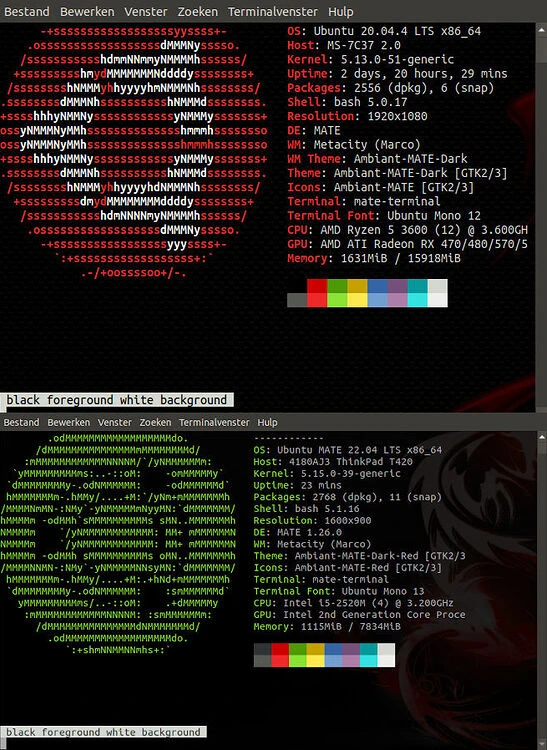 Bestand Bewerken Venster Zoeken Terminalvenster Hulp
OS: Ubuntu 20.04.4 LTS x86_64
Host: MS-7C37 2.0
Kernel: 5.13.0-51-generic
Uptime: 2 days, 20 hours, 29 mins
Packages: 2556 (dpkg), 6 (snap)
Shell: bash 5.0.17
Resolution: 1920x1080
DE: MATE
WM: Metacity (Marco)
WM Theme: Ambiant-MATE-Dark
Theme: Ambiant-MATE-Dark [GTK2/3]
Icons: Ambiant-MATE [GTK2/3]
Terminal: mate-terminal
Terminal Font: Ubuntu Mono 12
CPU: AMD Ryzen 5 3600 (12) @ 3.600GH
GPU: AMD ATI Radeon RX 470/480/570/5
Memory: 1631MiB / 15918MiB
black foreground white background
Bestand Bewerken Venster Zoeken Terminalvenster Hulp
------------
OS: Ubuntu MATE 22.04 LTS x86_64
Host: 4180AJ3 ThinkPad T420
Kernel: 5.15.0-39-generic
Uptime: 23 mins
Packages: 2768 (dpkg), 11 (snap)
Shell: bash 5.1.16
Resolution: 1600x900
DE: MATE 1.26.0
WM: Metacity (Marco)
Theme: Ambiant-MATE-Dark-Red [GTK2/3
Icons: Ambiant-MATE-Red [GTK2/3]
Terminal: mate-terminal
Terminal Font: Ubuntu Mono 13
CPU: Intel i5-2520M (4) @ 3.200GHz
GPU: Intel 2nd Generation Core Proce
Memory: 1115MiB / 7834MiB
black foreground white background